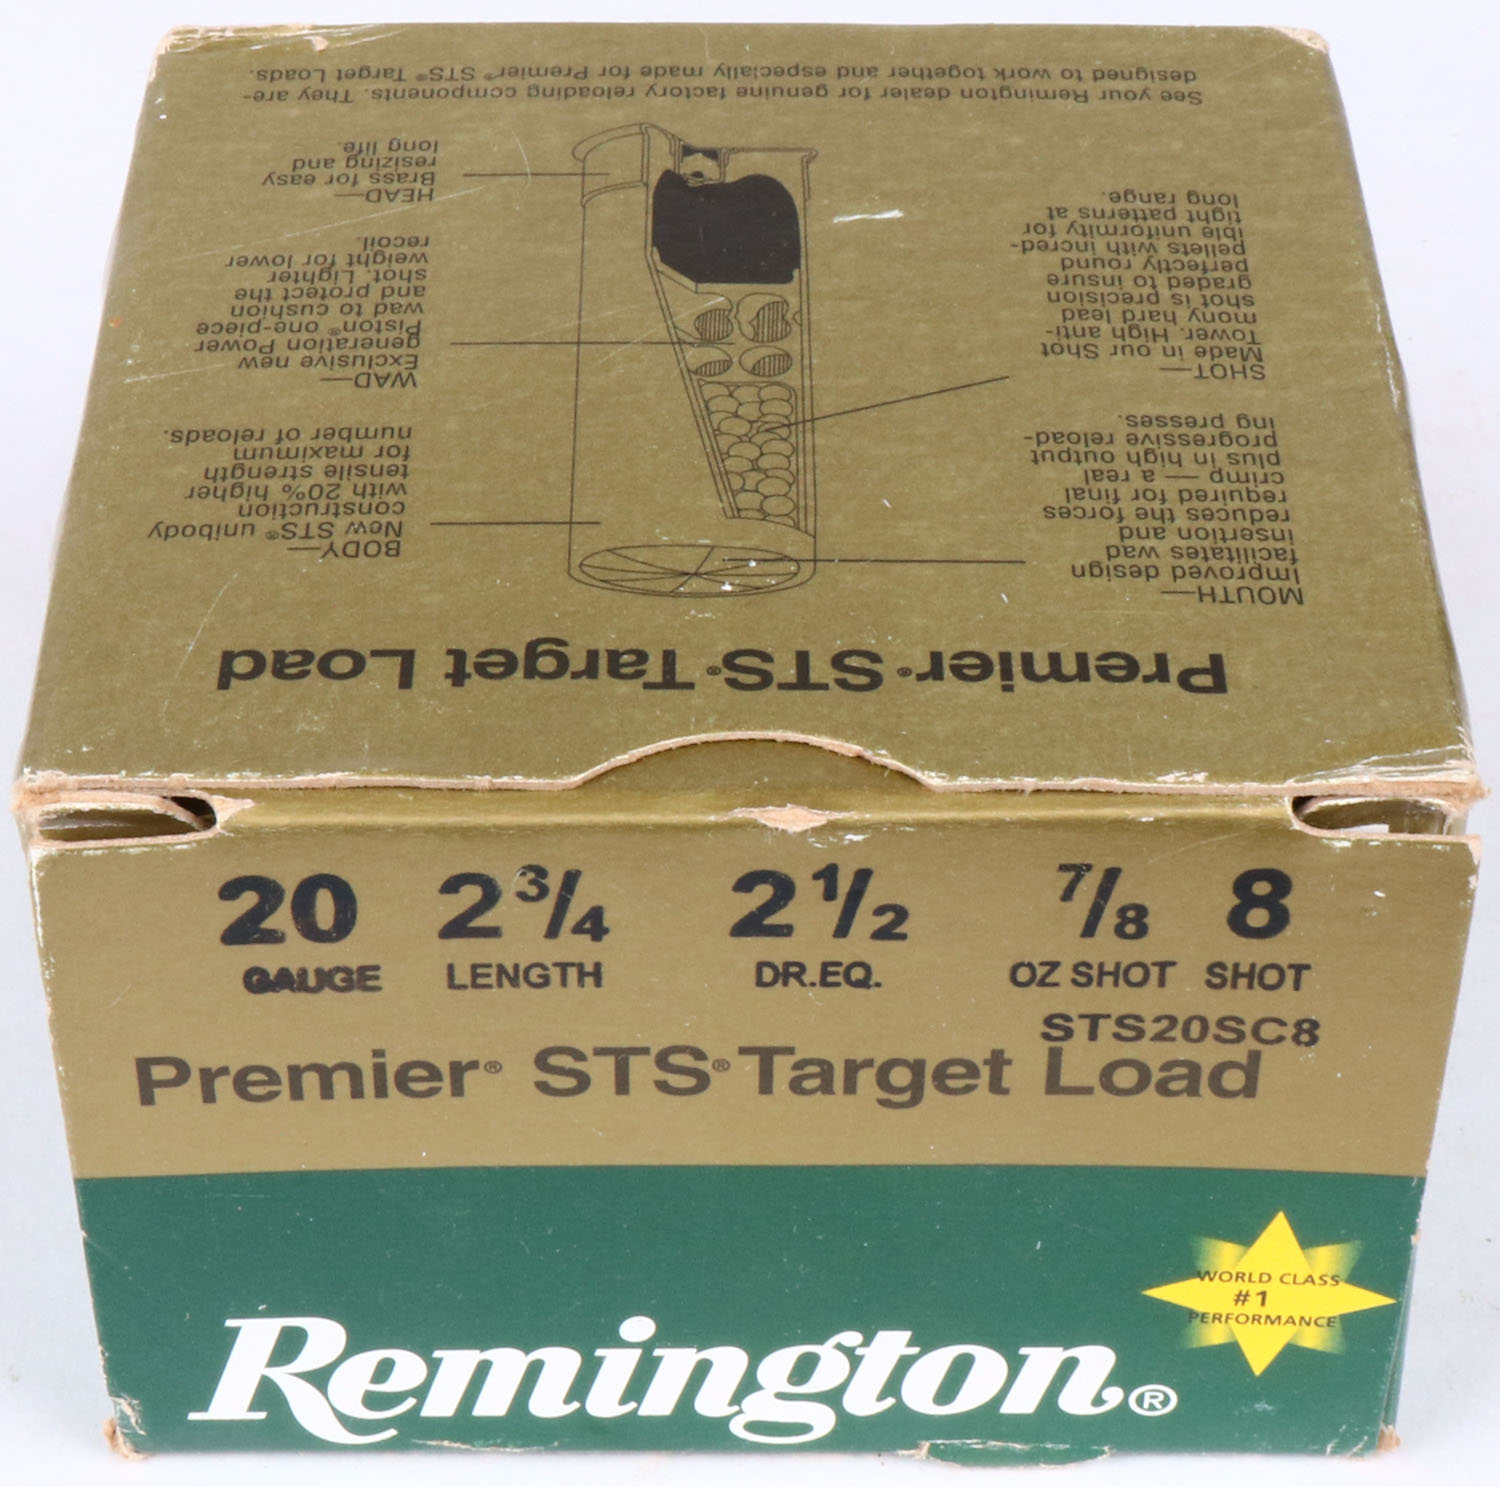 See your Remington dealer for genuine factory reloading components. They are-
designed to work together and especially made for Premier® STS® Target Loads.
Premier® STS® Target Load
MOUTH—
Improved design
facilitates wad
insertion and
reduces the forces
required for final
crimp — a real
plus in high output
progressive reload-
ing presses.
SHOT—
Made in our Shot
Tower. High anti-
mony hard lead
shot is precision
graded to insure
perfectly round
pellets with incred-
ible uniformity for
tight patterns at
long range.
BODY—
New STS® unibody
construction
with 20% higher
tensile strength
for maximum
number of reloads.
WAD—
Exclusive new
generation Power
Piston® one-piece
wad to cushion
and protect the
shot. Lighter
weight for lower
recoil.
HEAD—
Brass for easy
resizing and
long life.
20 2 3/4 2 1/2 7/8 8
GAUGE LENGTH DR.EQ. OZ SHOT SHOT
STS20SC8
Premier® STS® Target Load
WORLD CLASS
#1
PERFORMANCE
Remington®